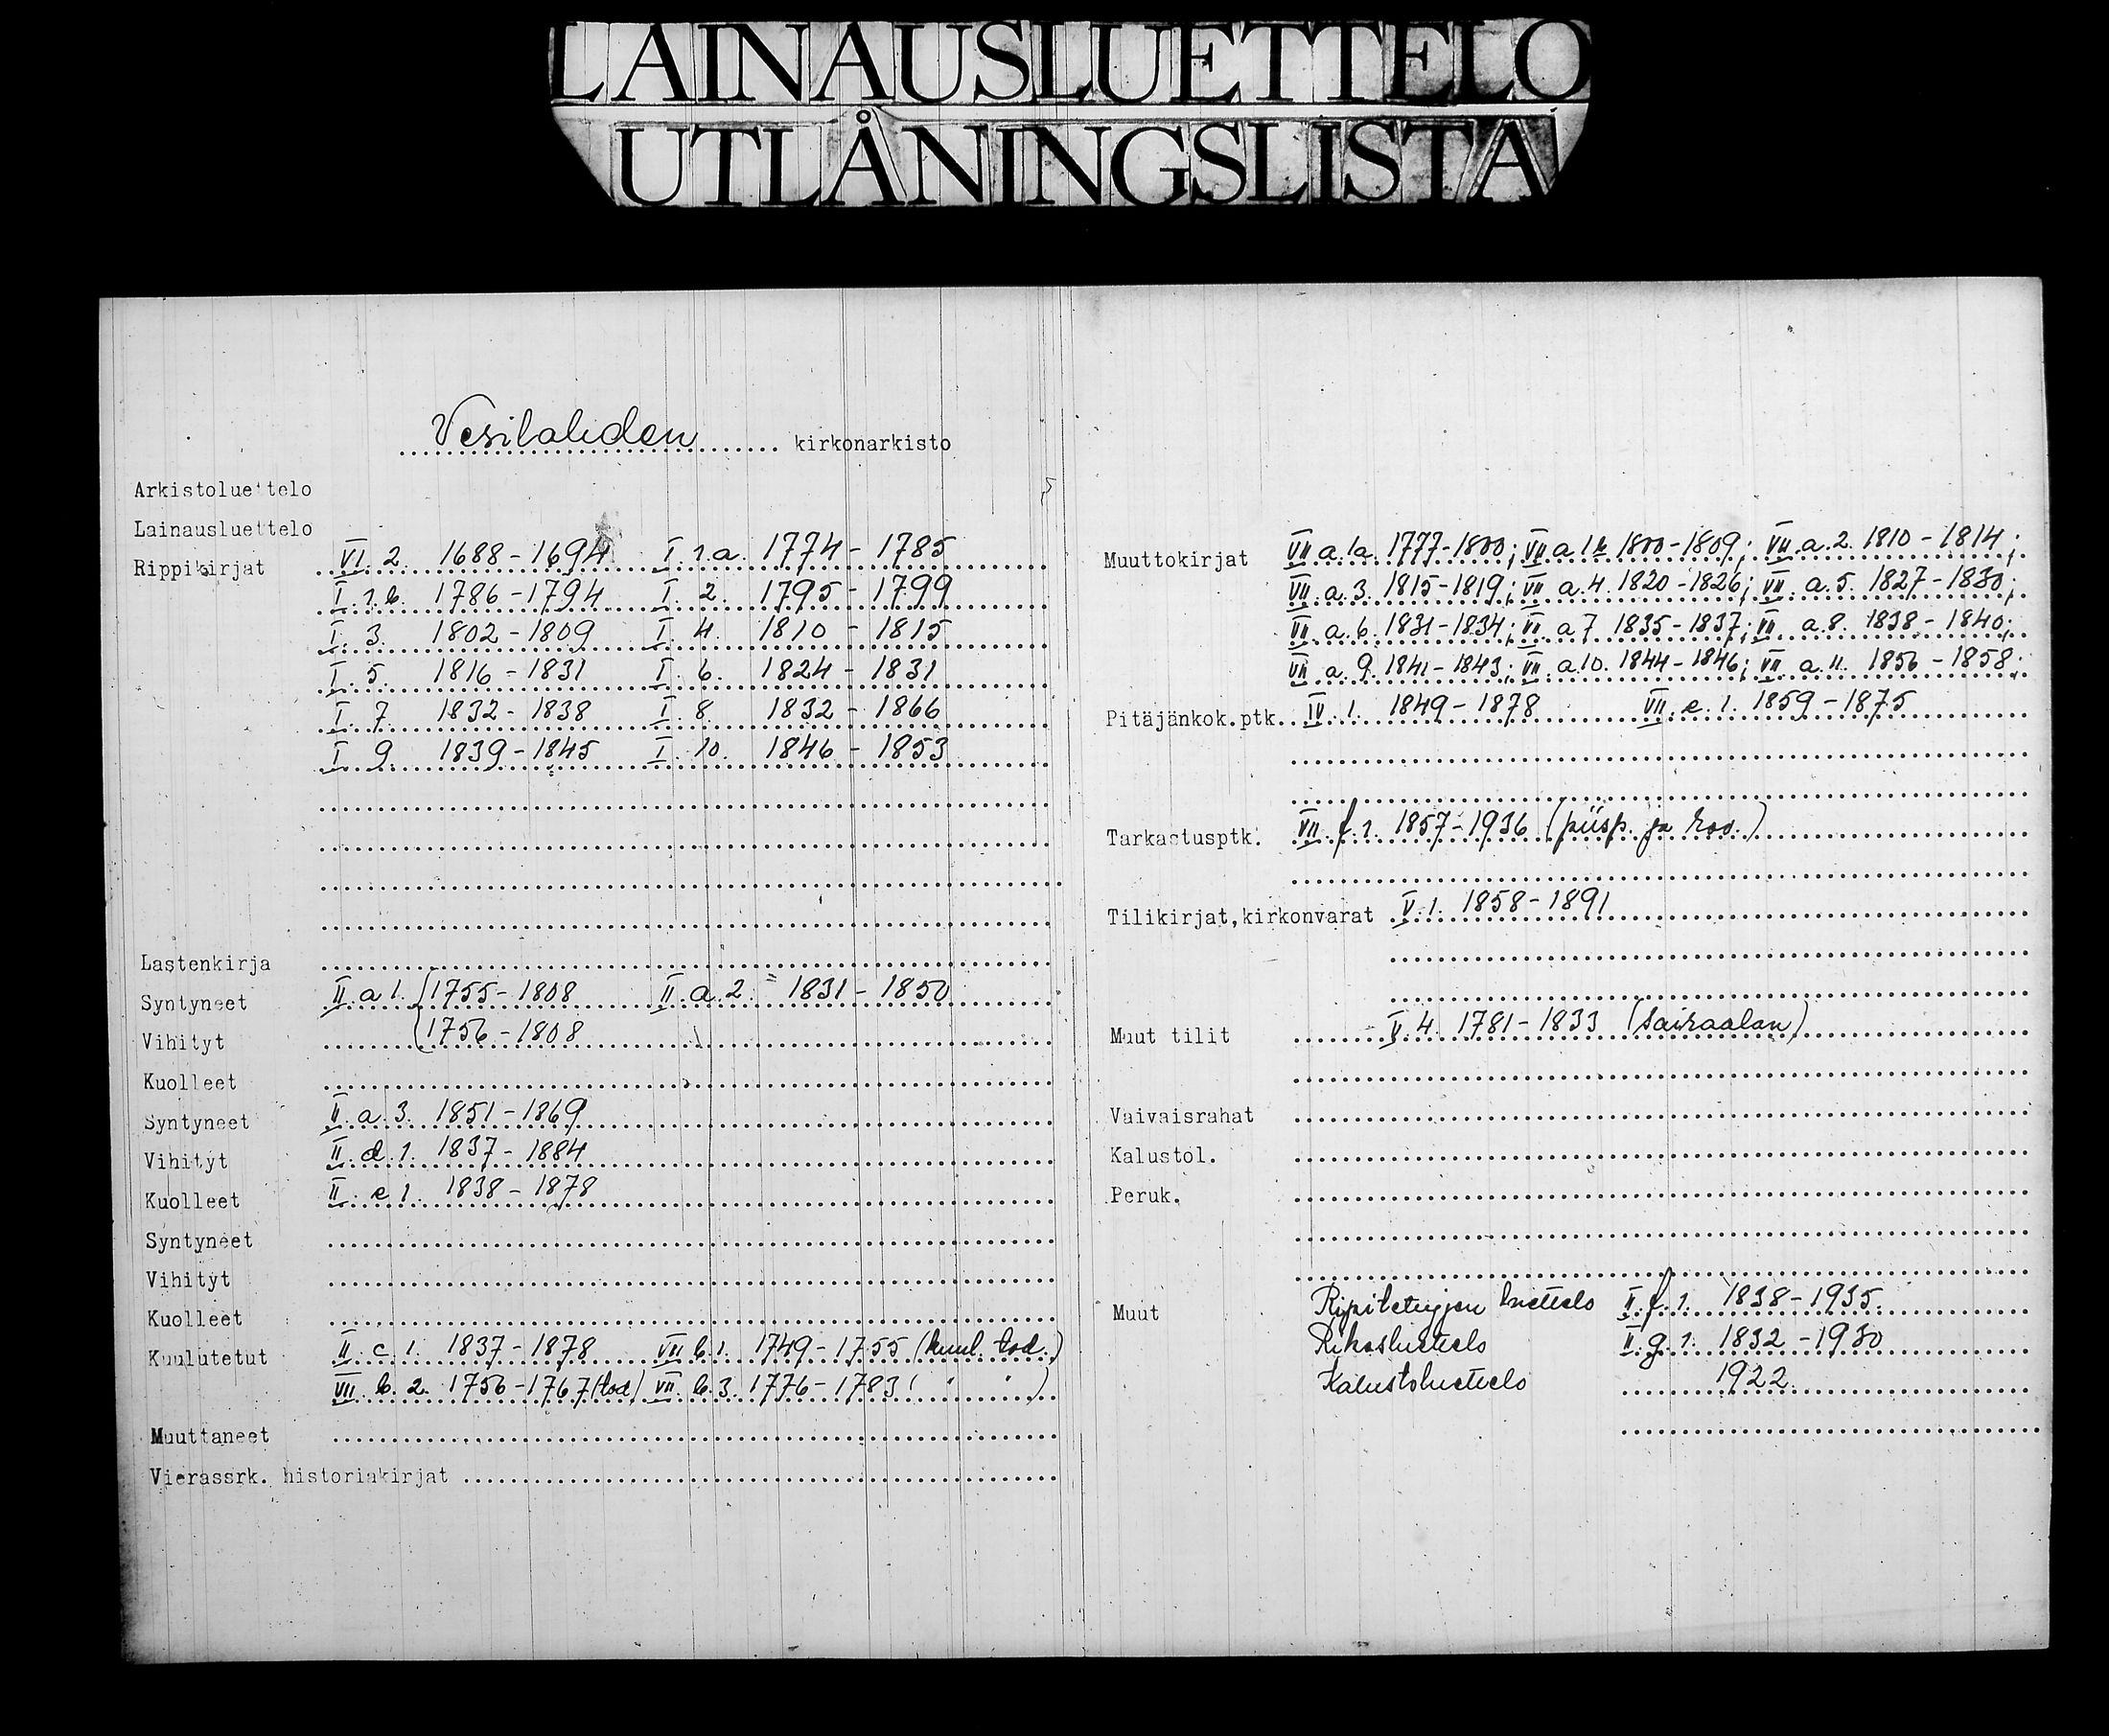 LAINAUSLUETTELO
UTLÅNINGSLISTA
Vesilahden kirkonarkisto
Arkistoluettelo
Lainausluettelo
Rippikirjat VI. 2. 1688-1694 I. 1.a. 1774-1785
I. 1.b. 1786-1794 I. 2. 1795-1799
I. 3. 1802-1809 I. 4. 1810-1815
I. 5. 1816-1831 I. 6. 1824-1831
I. 7. 1832-1838 I. 8. 1832-1866
I. 9. 1839-1845 I. 10. 1846-1853
Lastenkirja
Syntyneet II. a 1. 1755-1808 II. a. 2. 1831-1850
Vihityt 1756-1808
Kuolleet
Syntyneet II. a. 3. 1851-1869
Vihityt II. d. 1. 1837-1884
Kuolleet II. e 1. 1838-1878
Syntyneet
Vihityt
Kuolleet
Kuulutetut II. c. 1. 1837-1878 VII b. 1. 1749-1755 (kuul. tod.)
VII. b. 2. 1756-1767 (tod) VII. b. 3. 1776-1783 ( " " )
Muuttaneet
Vierassrk. historiakirjat
Muuttokirjat VII a. 1a. 1777-1800; VII a 1b 1800-1809; VII. a. 2. 1810-1814;
VII. a. 3. 1815-1819; VII a. 4. 1820-1826; VII. a. 5. 1827-1830;
VII. a. 6. 1831-1834; VII. a 7 1835-1837; VII a. 8. 1838-1840;
VII. a. 9. 1841-1843; VII. a. 10. 1844-1846; VII a. 11. 1856-1858;
Pitäjänkok.ptk. IV. 1. 1849-1878 VII. e. 1. 1859-1875
Tarkastusptk. VII. f. 1. 1857-1936 (piisp. ja rov.)
Tilikirjat,kirkonvarat V. 1. 1858-1891
Muut tilit V. 4. 1781-1833 (sairaalan)
Vaivaisrahat
Kalustol.
Peruk.
Muut Ripiltetujjen luettelo II. f. 1. 1838-1935.
Rikosluettelo II. g. 1. 1832-1930
Kalustoluettelo 1922.